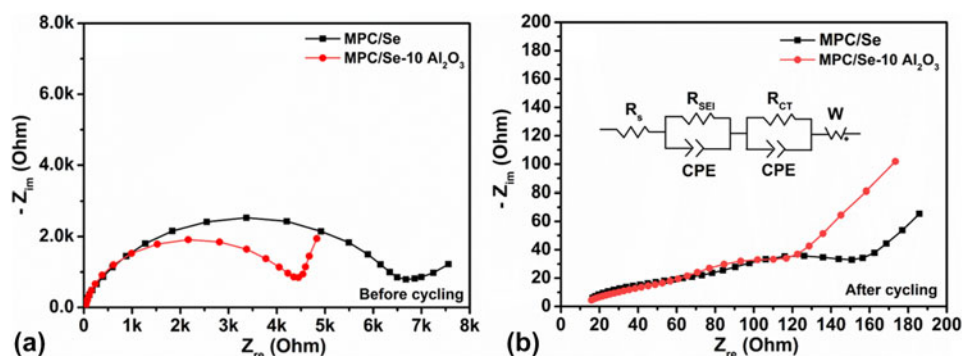 8.0k
6.0k
4.0k
2.0k
0.0
- Z_im (Ohm)
MPC/Se
MPC/Se-10 Al₂O₃
Before cycling
0 1k 2k 3k 4k 5k 6k 7k 8k
Z_re (Ohm)
(a)
200
180
160
140
120
100
80
60
40
20
0
- Z_im (Ohm)
MPC/Se
MPC/Se-10 Al₂O₃
R_s
R_SEI
R_CT
W
CPE
CPE
After cycling
0 20 40 60 80 100 120 140 160 180 200
Z_re (Ohm)
(b)